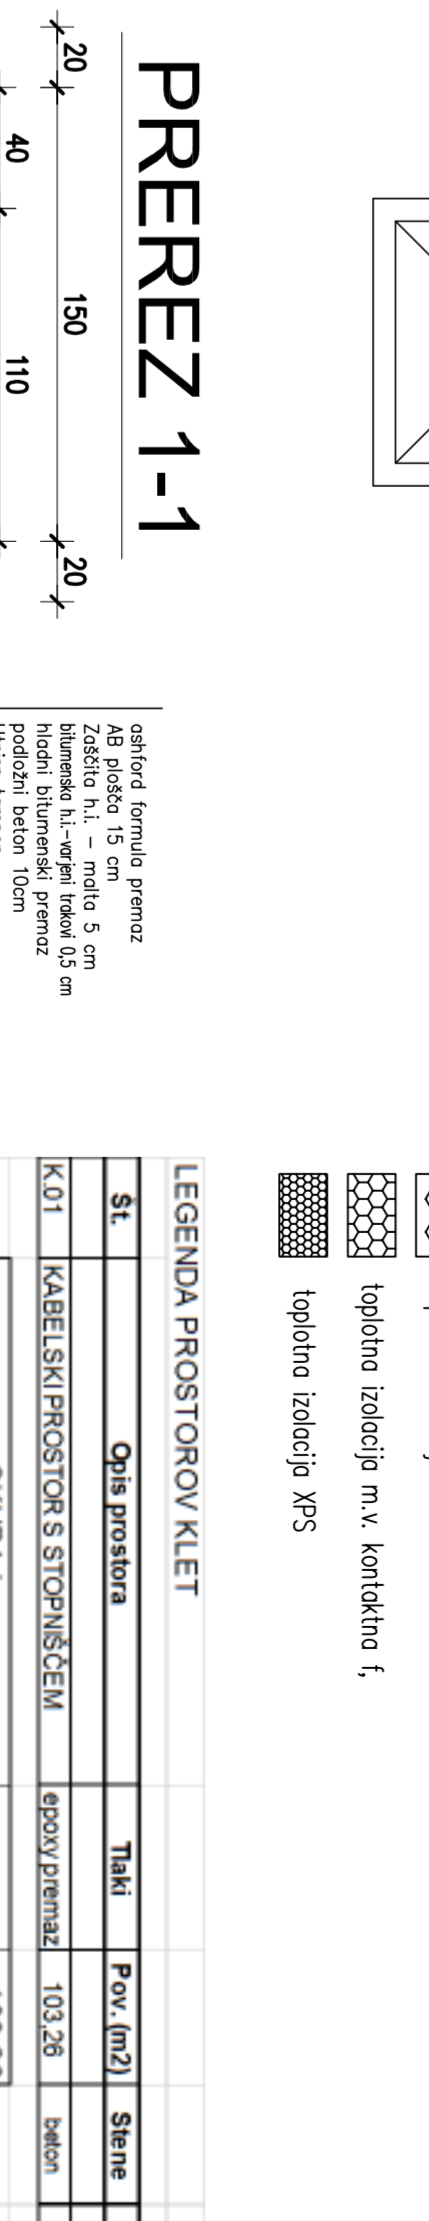 PREREZ 1-1
20 150 20
40 110
ashford formula premaz
AB plošča 15 cm
Zaščita h.i. – malta 5 cm
bitumenska h.i.–varjeni trakovi 0,5 cm
hladni bitumenski premaz
podložni beton 10cm
toplotna izolacija m.v. kontaktna f,
toplotna izolacija XPS
LEGENDA PROSTOROV KLET
Št. Opis prostora Tlaki Pov. (m2) Stene
K.01 KABELSKI PROSTOR S STOPNIŠČEM epoxy premaz 103,26 beton